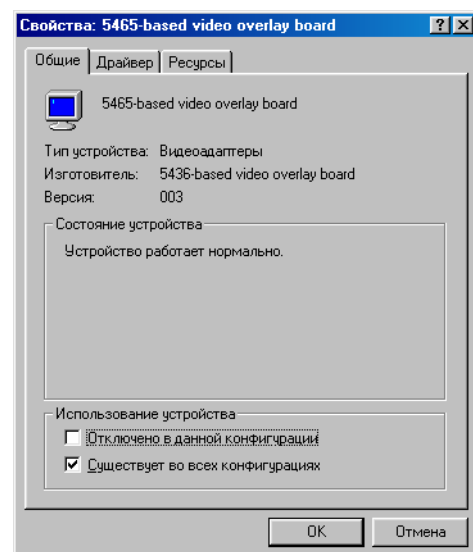 Свойства: 5465-based video overlay board
Общие Драйвер Ресурсы
5465-based video overlay board
Тип устройства: Видеоадаптеры
Изготовитель: 5436-based video overlay board
Версия: 003
Состояние устройства
Устройство работает нормально.
Использование устройства
Отключено в данной конфигурации
Существует во всех конфигурациях
OK Отмена